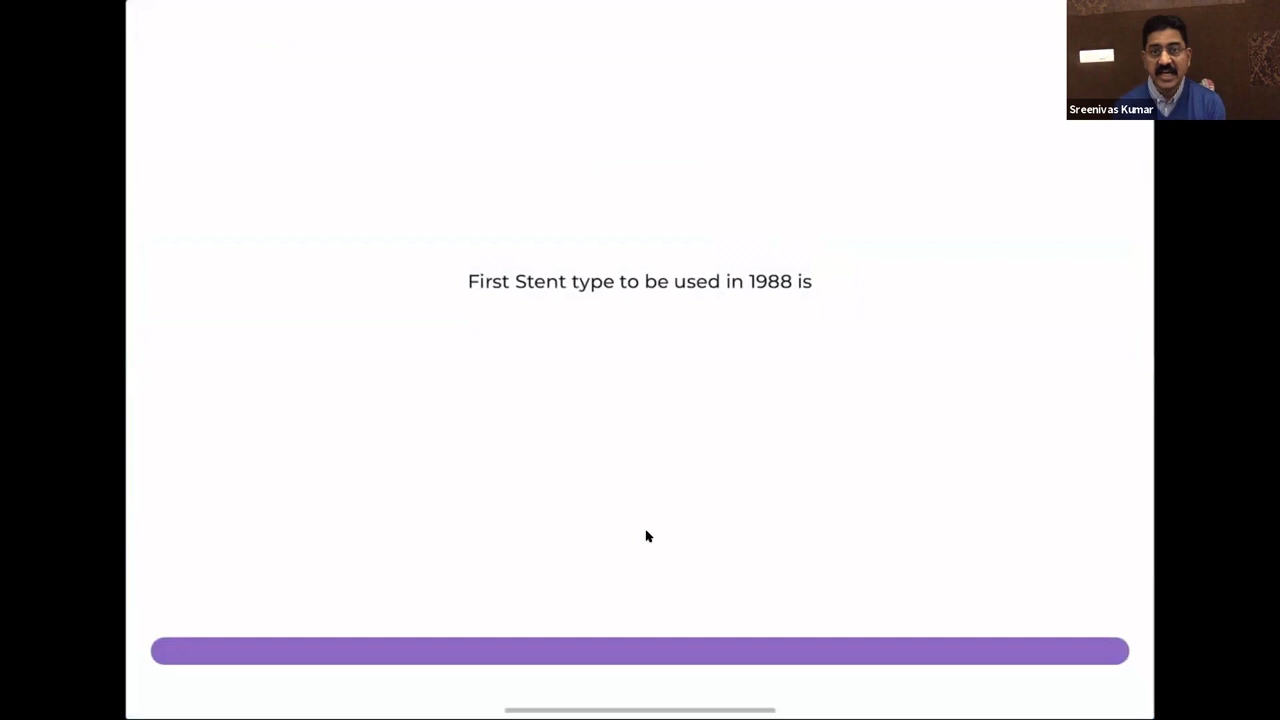 Sreenivas Kumar
First Stent type to be used in 1988 is